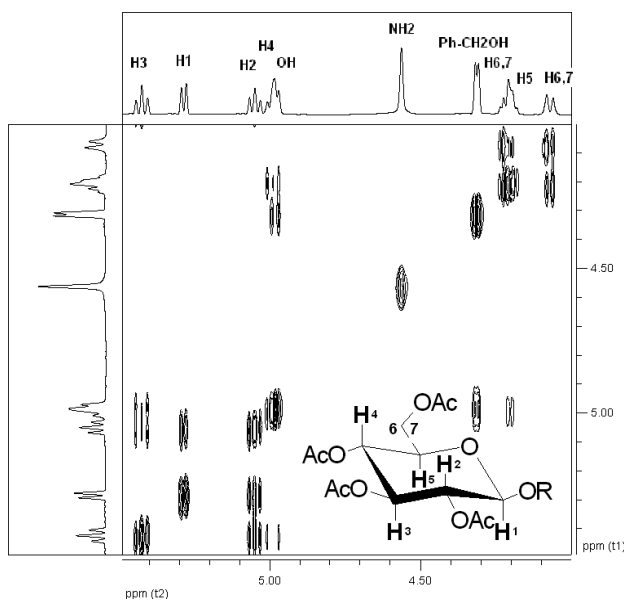 H3 H1 H2 H4 OH NH2 Ph-CH2OH H6,7 H5 H6,7
4.50
5.00
ppm (t1)
5.00 4.50
ppm (t2)
OAc
H4 6 7
AcO O
H2
H5
AcO OR
AcO
H3 H1